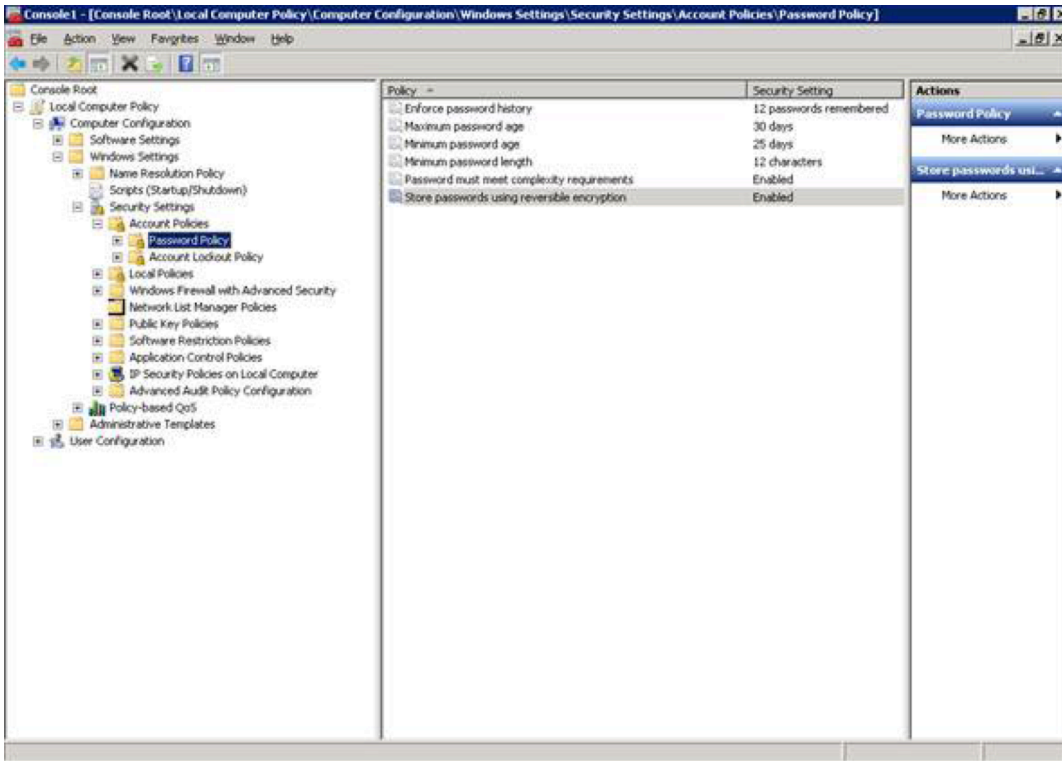 Console1 - [Console Root\Local Computer Policy\Computer Configuration\Windows Settings\Security Settings\Account Policies\Password Policy]
File Action View Favorites Window Help
Console Root
Local Computer Policy
Computer Configuration
Software Settings
Windows Settings
Name Resolution Policy
Scripts (Startup/Shutdown)
Security Settings
Account Policies
Password Policy
Account Lockout Policy
Local Policies
Windows Firewall with Advanced Security
Network List Manager Policies
Public Key Policies
Software Restriction Policies
Application Control Policies
IP Security Policies on Local Computer
Advanced Audit Policy Configuration
Policy-based QoS
Administrative Templates
User Configuration
Policy Security Setting
Enforce password history 12 passwords remembered
Maximum password age 30 days
Minimum password age 25 days
Minimum password length 12 characters
Password must meet complexity requirements Enabled
Store passwords using reversible encryption Enabled
Actions
Password Policy
More Actions
Store passwords usi...
More Actions